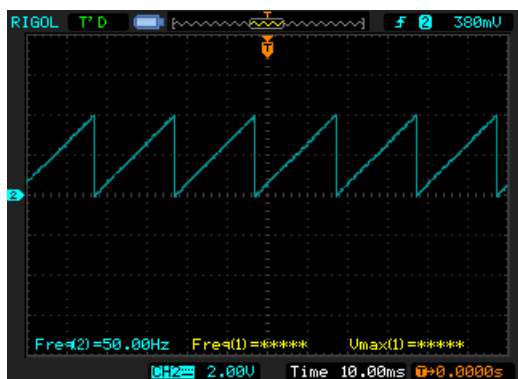 RIGOL T'D T f 2 380mV
T
2
Freq(2)=50.00Hz Freq(1)=***** Vmax(1)=*****
CH2 2.00V Time 10.00ms T→0.0000s